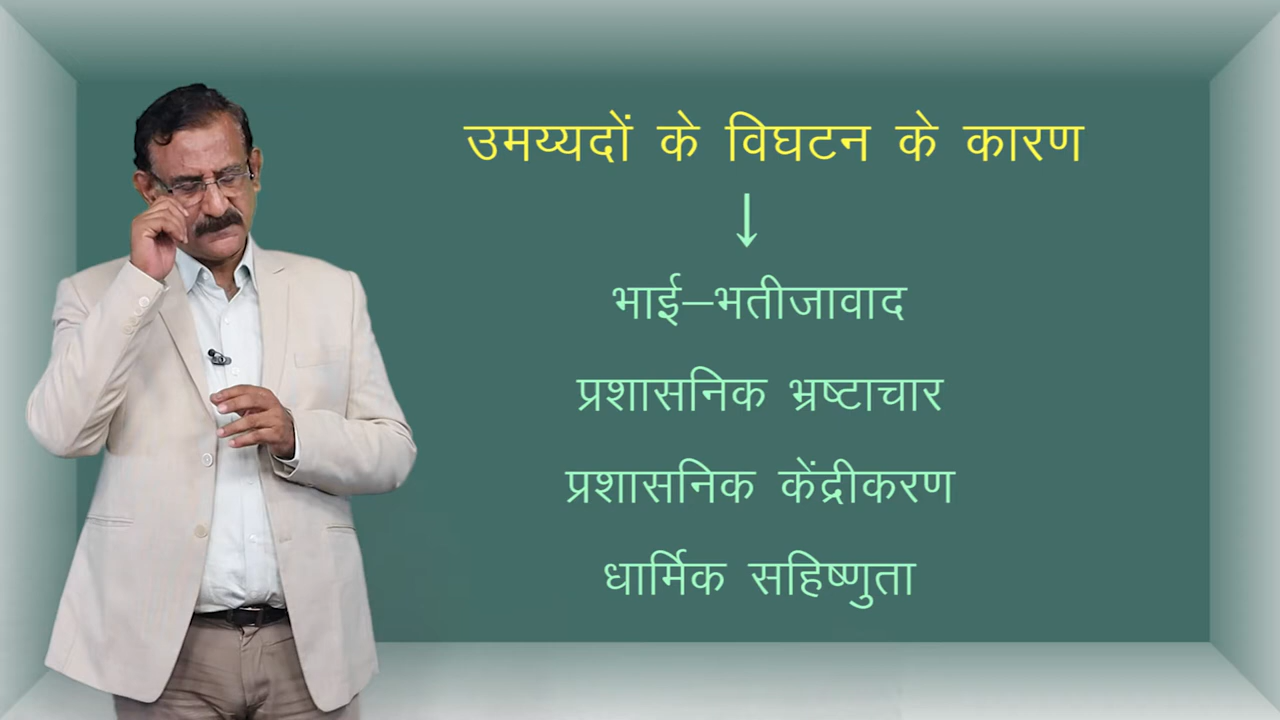 उमय्यदों के विघटन के कारण
↓
भाई–भतीजावाद
प्रशासनिक भ्रष्टाचार
प्रशासनिक केंद्रीकरण
धार्मिक सहिष्णुता